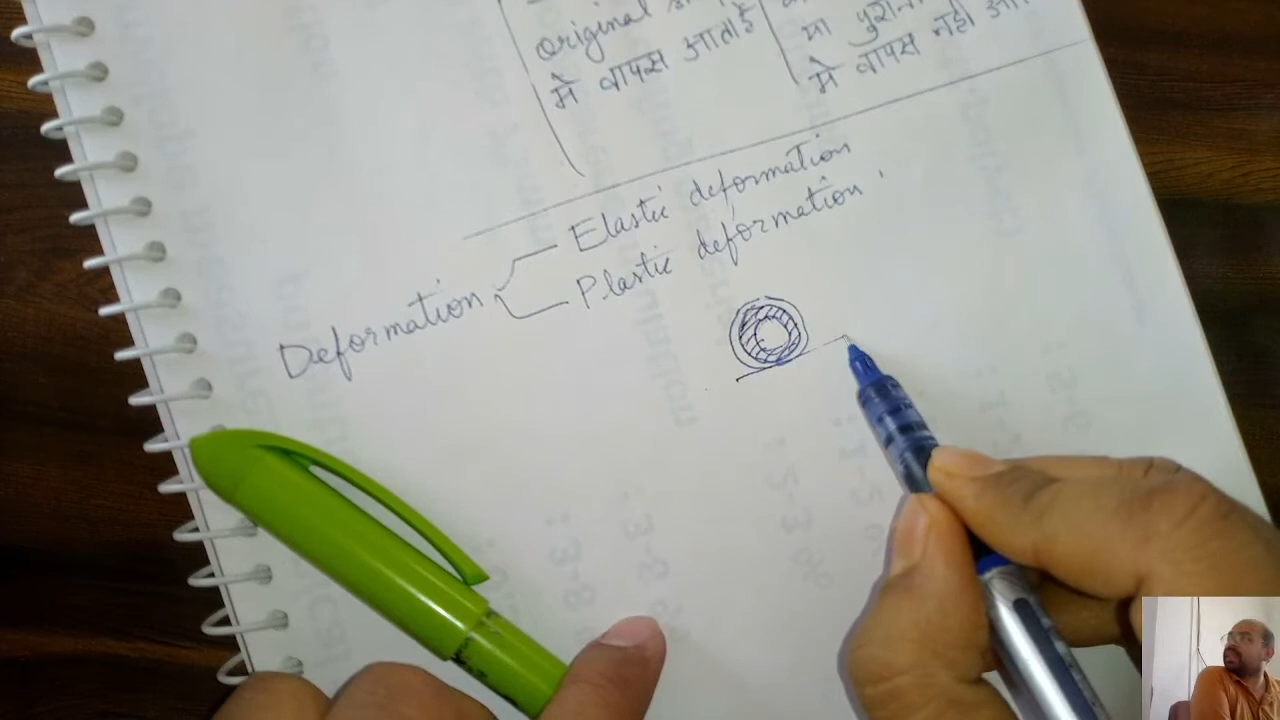 original
में वापस आता है
या
में वापस नही
Elastic deformation
Deformation
Plastic deformation